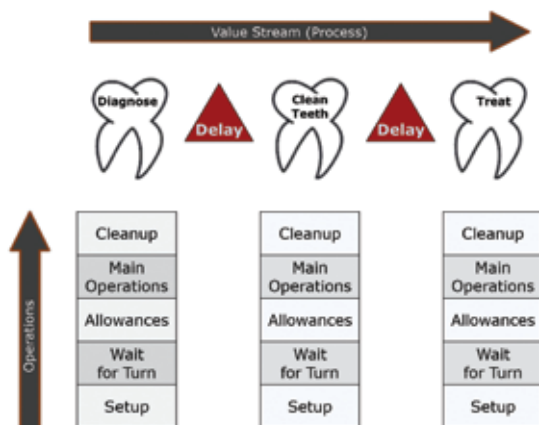 Value Stream (Process)
Diagnose
Delay
Clean
Teeth
Delay
Treat
Operations
Cleanup
Main
Operations
Allowances
Wait
for Turn
Setup
Cleanup
Main
Operations
Allowances
Wait
for Turn
Setup
Cleanup
Main
Operations
Allowances
Wait
for Turn
Setup